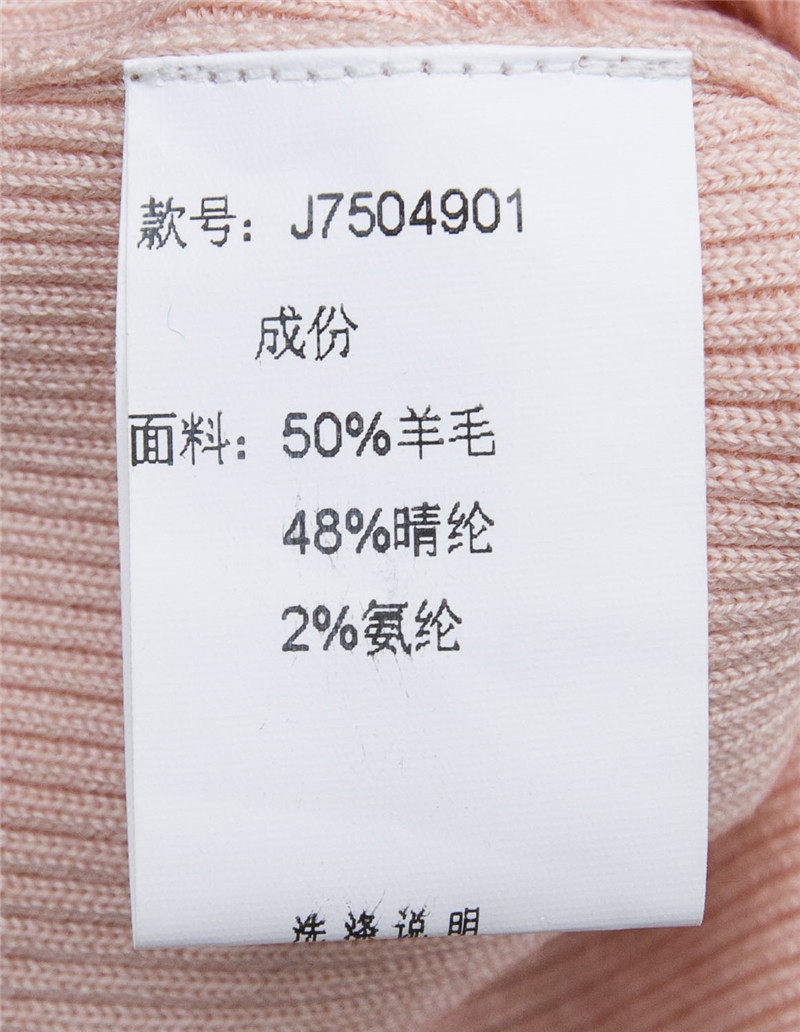 款号：J7504901
成份
面料：50%羊毛
48%晴纶
2%氨纶
洗涤说明